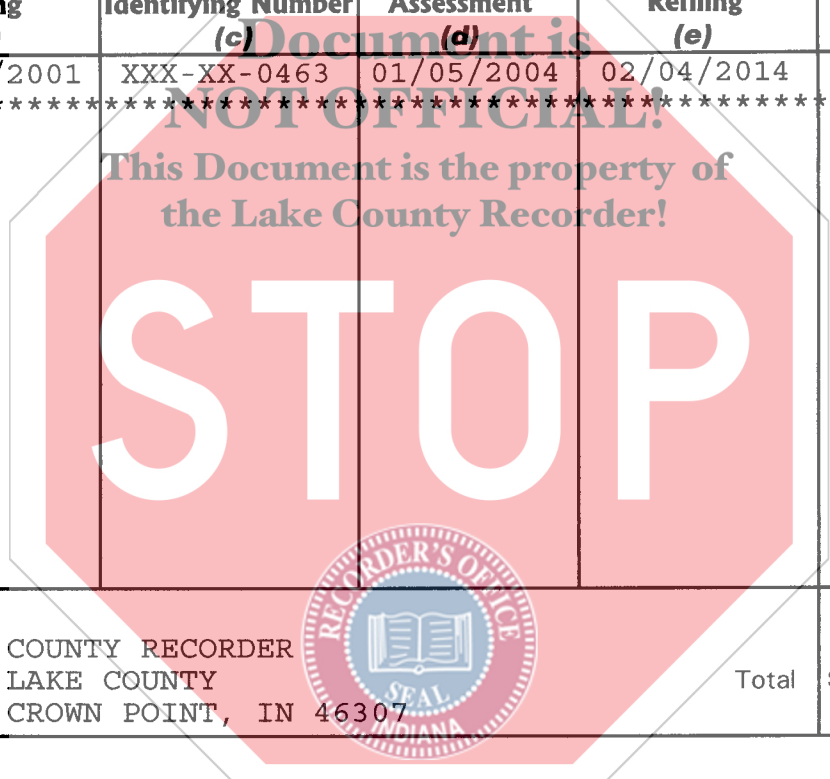 ng Identifying Number Assessment Refiling
(c) (d) (e)
/2001 XXX-XX-0463 01/05/2004 02/04/2014
Document is
NOT OFFICIAL!
This Document is the property of
the Lake County Recorder!
STOP
RECORDER'S OFFICE
SEAL
INDIANA
COUNTY RECORDER
LAKE COUNTY
CROWN POINT, IN 46307
Total